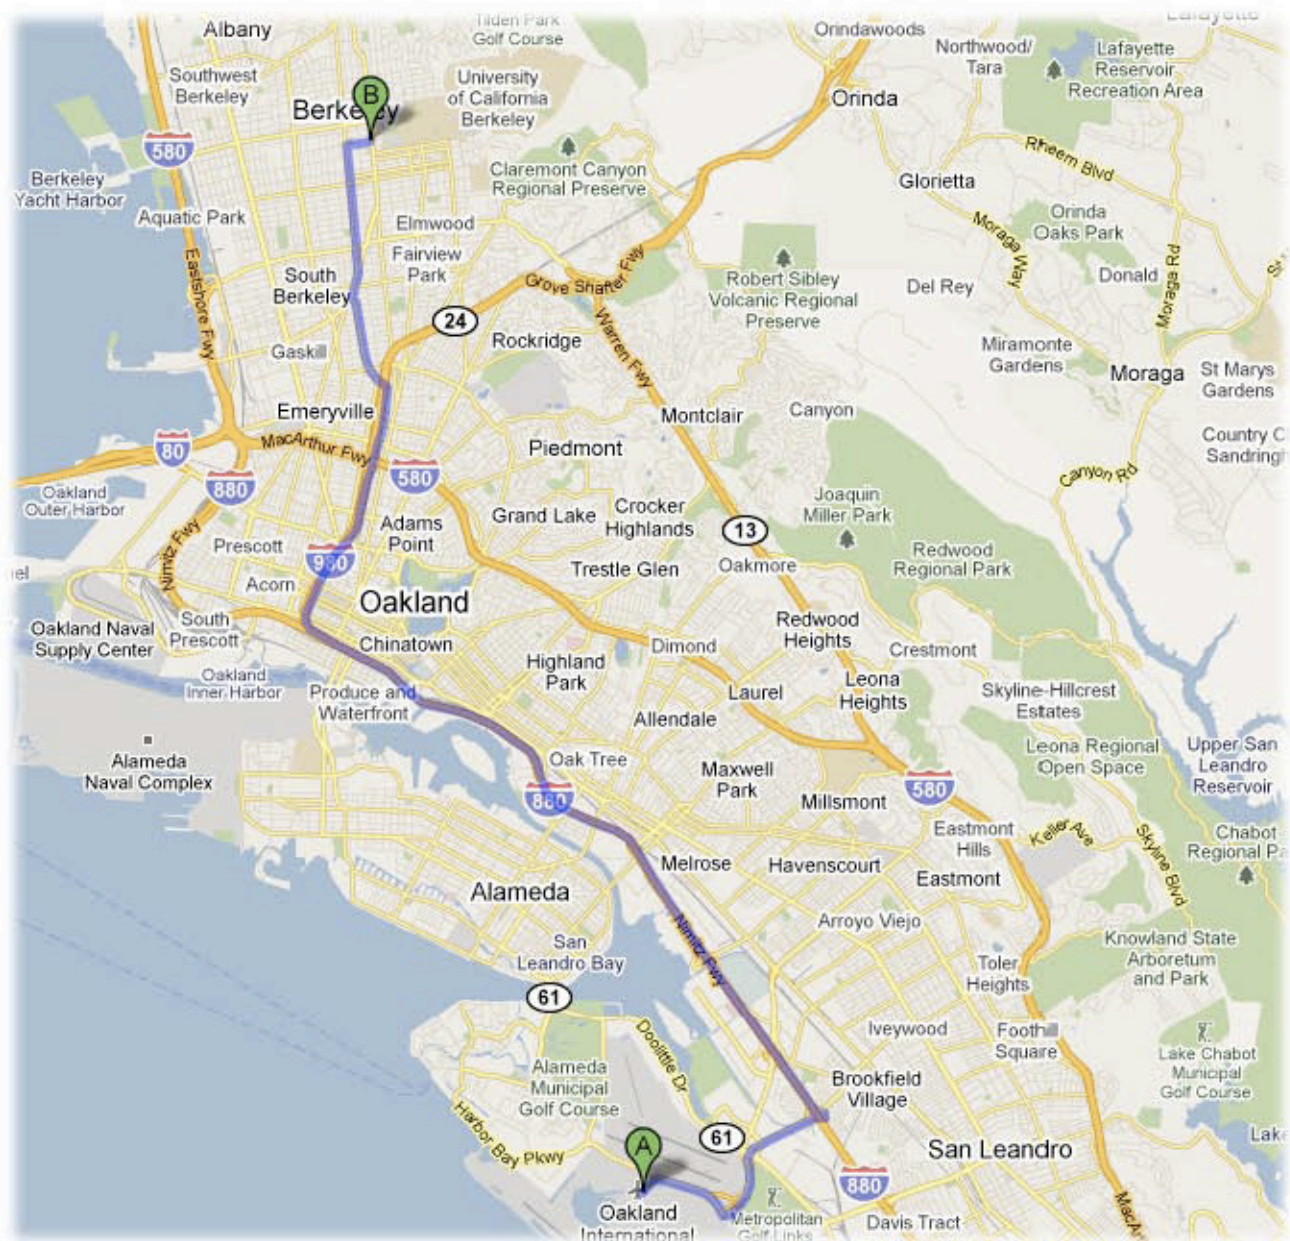 Albany
Tilden Park
Golf Course
Orindawoods
Northwood/
Tara
Lafayette
Lafayette
Reservoir
Recreation Area
Southwest
Berkeley
Berkeley
B
University
of California
Berkeley
Orinda
580
Berkeley
Yacht Harbor
Aquatic Park
Claremont Canyon
Regional Preserve
Rheem Blvd
Glorietta
Orinda
Oaks Park
Moraga Way
Elmwood
Fairview
Park
Eastshore Fwy
South
Berkeley
Grove Shafter Fwy
Robert Sibley
Volcanic Regional
Preserve
Del Rey
Donald
Moraga Rd
24
Rockridge
Warren Fwy
Gaskill
Miramonte
Gardens
Moraga
St Marys
Gardens
Emeryville
Montclair
Canyon
80
MacArthur Fwy
Piedmont
Country C
Sandringh
880
580
Canyon Rd
Oakland
Outer Harbor
Nimitz Fwy
Adams
Point
Grand Lake
Crocker
Highlands
Joaquin
Miller Park
13
Prescott
980
Trestle Glen
Oakmore
Redwood
Regional Park
nel
Acorn
Oakland
Oakland Naval
Supply Center
South
Prescott
Chinatown
Redwood
Heights
Dimond
Crestmont
Oakland
Inner Harbor
Produce and
Waterfront
Highland
Park
Laurel
Leona
Heights
Skyline-Hillcrest
Estates
Allendale
Alameda
Naval Complex
Oak Tree
Maxwell
Park
Leona Regional
Open Space
Upper San
Leandro
Reservoir
880
Millsmont
580
Eastmont
Hills
Keller Ave
Skyline Blvd
Chabot
Regional Pa
Melrose
Havenscourt
Eastmont
Alameda
Arroyo Viejo
Nimitz Fwy
San
Leandro Bay
Toler
Heights
Knowland State
Arboretum
and Park
61
Doolittle Dr
Iveywood
Foothill
Square
Lake Chabot
Municipal
Golf Course
Alameda
Municipal
Golf Course
Brookfield
Village
Harbor Bay Pkwy
61
A
San Leandro
Lake
880
Oakland
International
Metropolitan
Golf Links
Davis Tract
MacAr